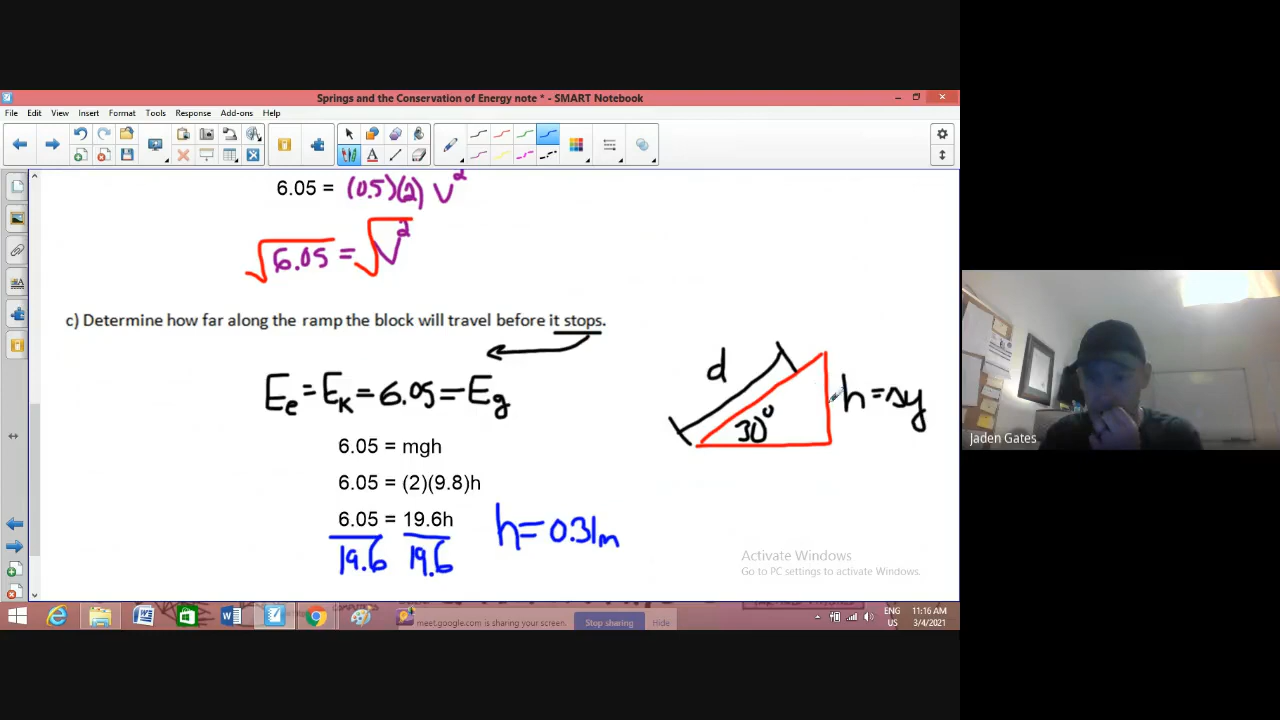 Springs and the Conservation of Energy note * - SMART Notebook
File Edit View Insert Format Tools Response Add-ons Help
6.05 = (0.5)(2) V²
√6.05 = √V²
c) Determine how far along the ramp the block will travel before it stops.
Ee = EK = 6.05 = Eg
d
30°
h = Δy
Jaden Gates
6.05 = mgh
6.05 = (2)(9.8)h
6.05 = 19.6h
19.6 19.6
h = 0.31m
Activate Windows
Go to PC settings to activate Windows.
meet.google.com is sharing your screen.
Stop sharing
Hide
ENG
US
11:16 AM
3/4/2021